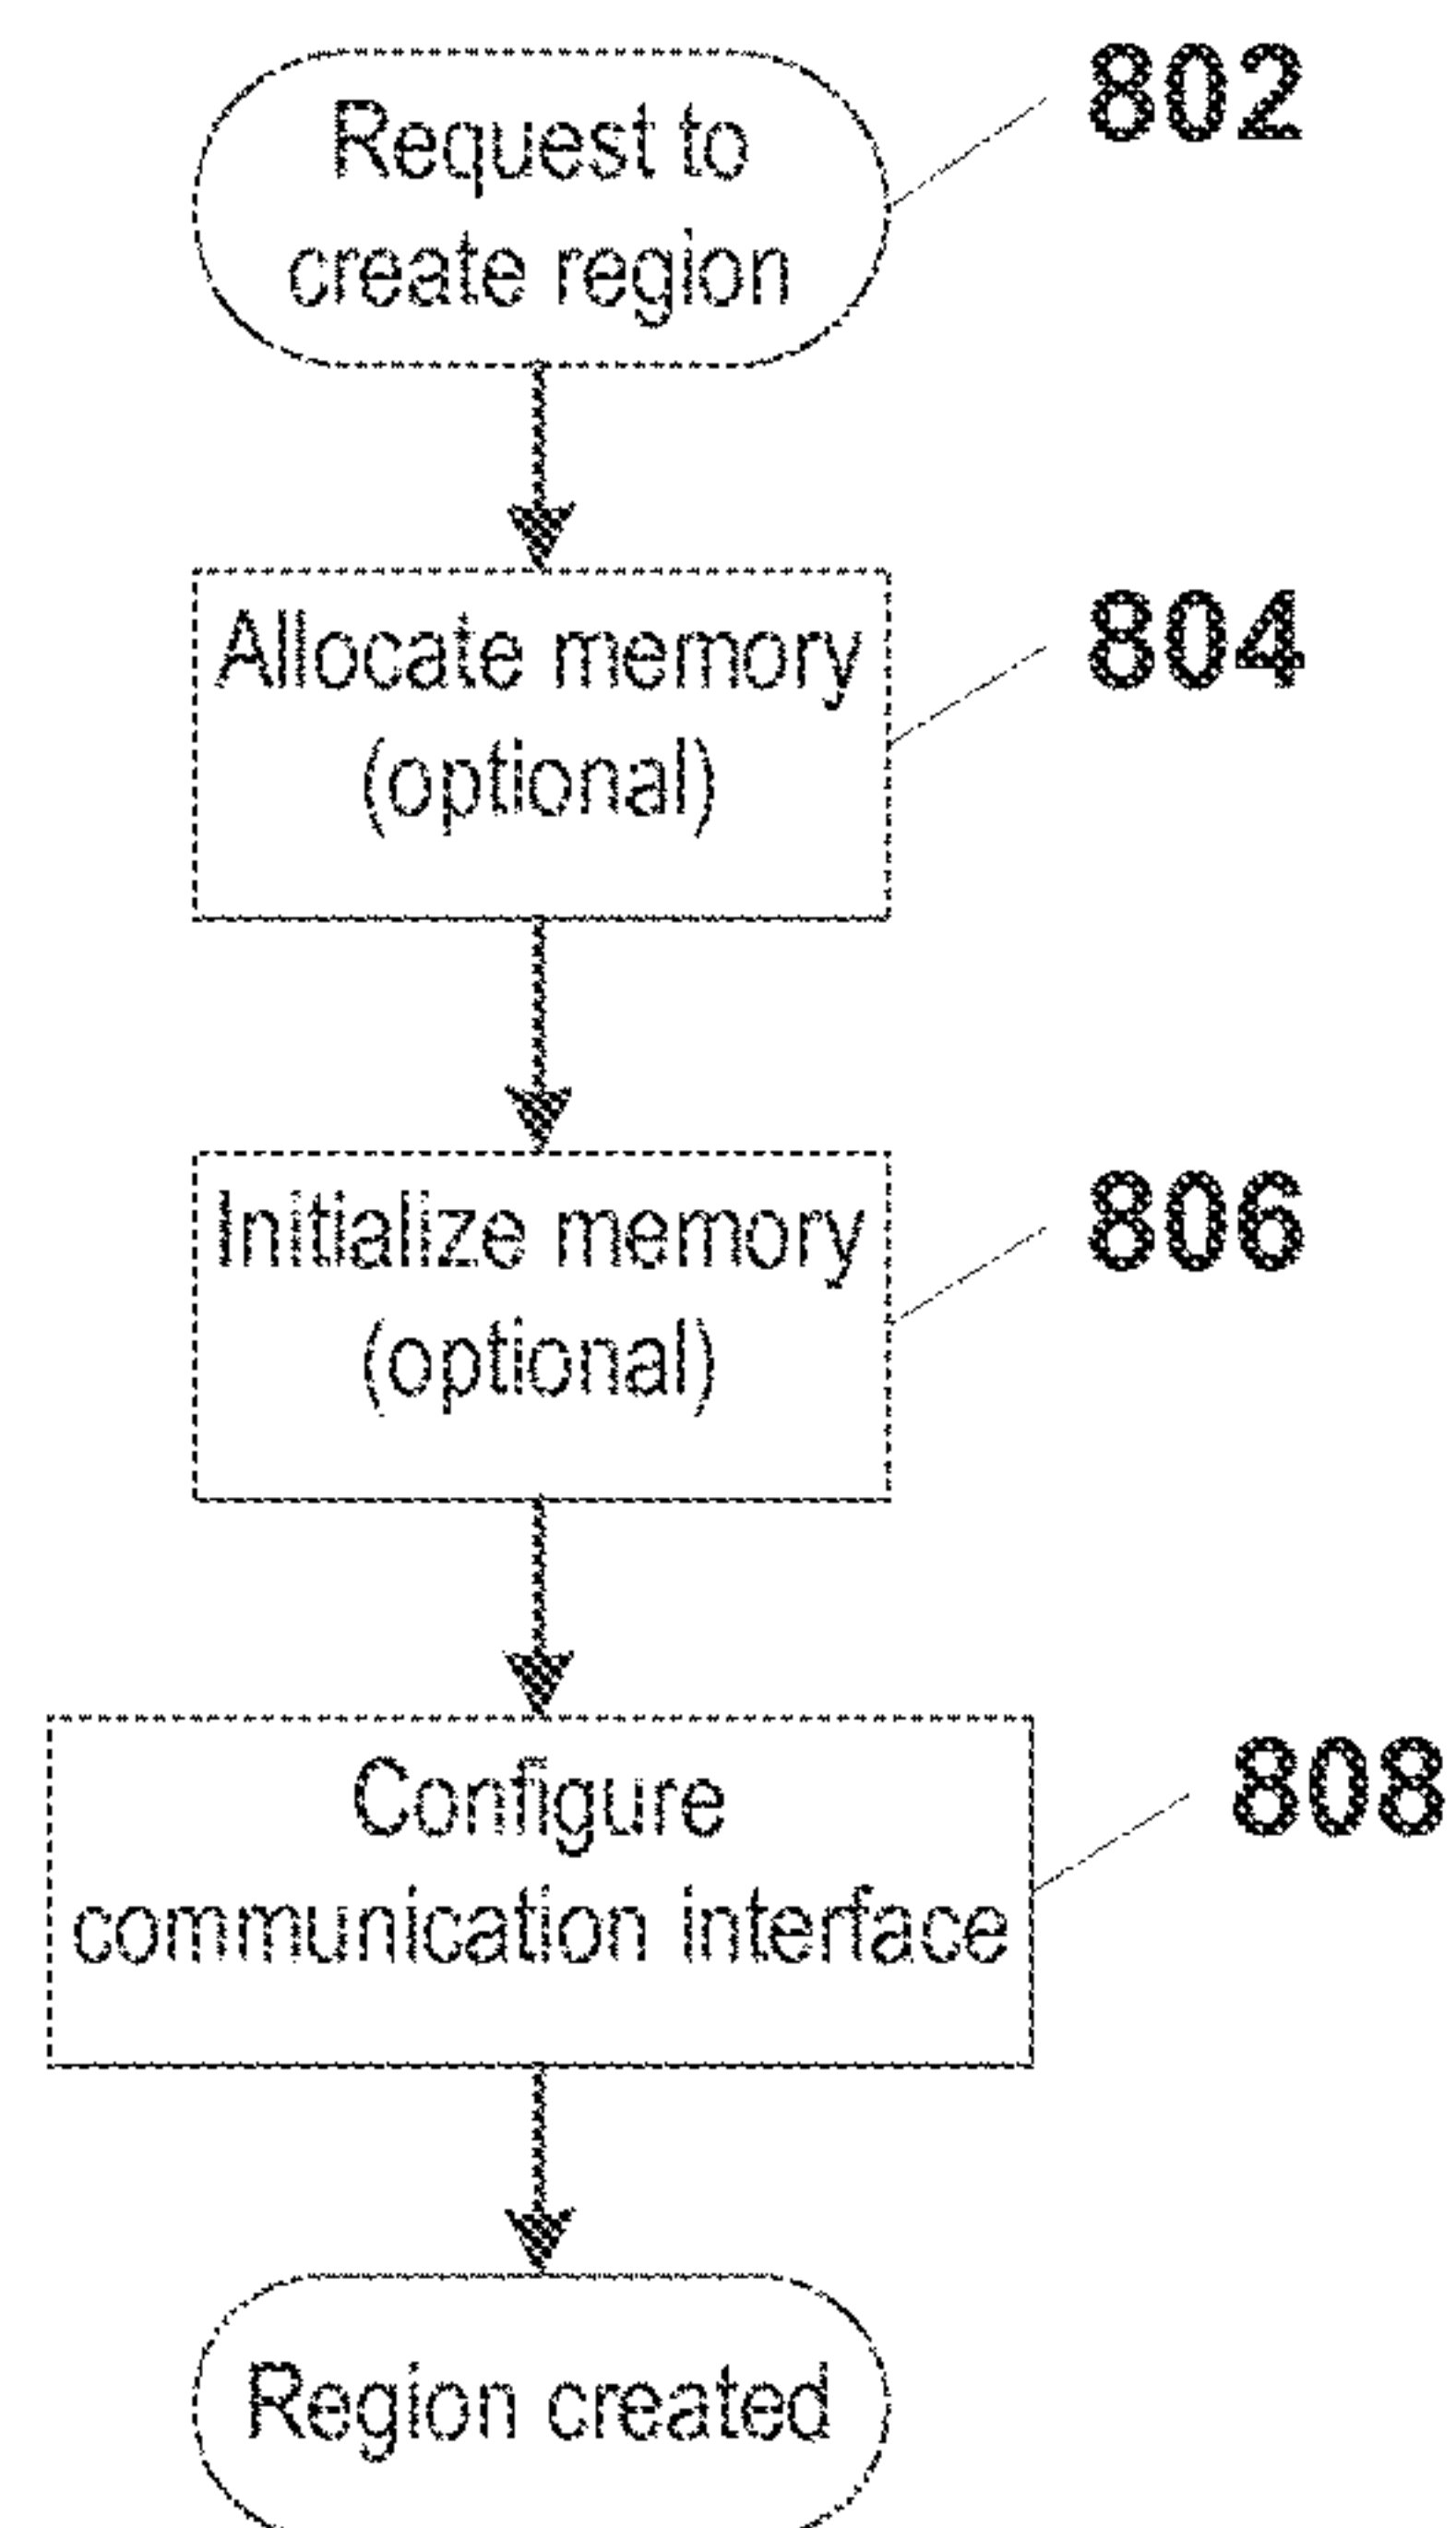 Request to
create region
802
Allocate memory
(optional)
804
Initialize memory
(optional)
806
Configure
communication interface
808
Region created